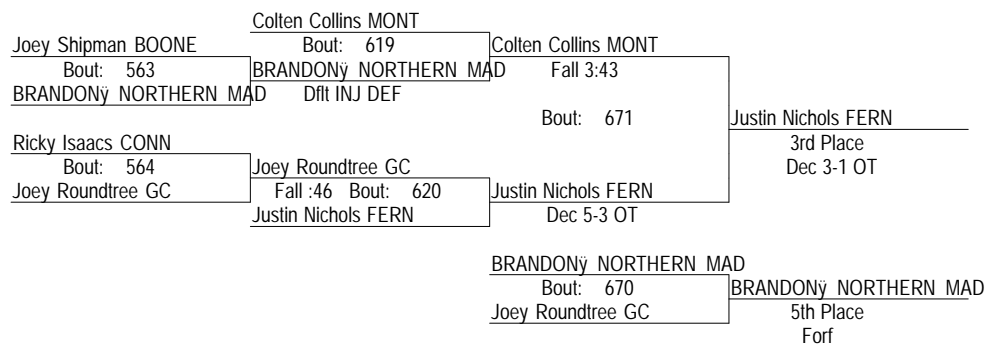 Colten Collins MONT
Joey Shipman BOONE
Bout: 619
Colten Collins MONT
Bout: 563
BRANDONÿ NORTHERN MAD
Fall 3:43
BRANDONÿ NORTHERN MAD
Dflt INJ DEF
Bout: 671
Justin Nichols FERN
Ricky Isaacs CONN
3rd Place
Bout: 564
Joey Roundtree GC
Dec 3-1 OT
Joey Roundtree GC
Fall :46 Bout: 620
Justin Nichols FERN
Justin Nichols FERN
Dec 5-3 OT
BRANDONÿ NORTHERN MAD
Bout: 670
BRANDONÿ NORTHERN MAD
Joey Roundtree GC
5th Place
Forf